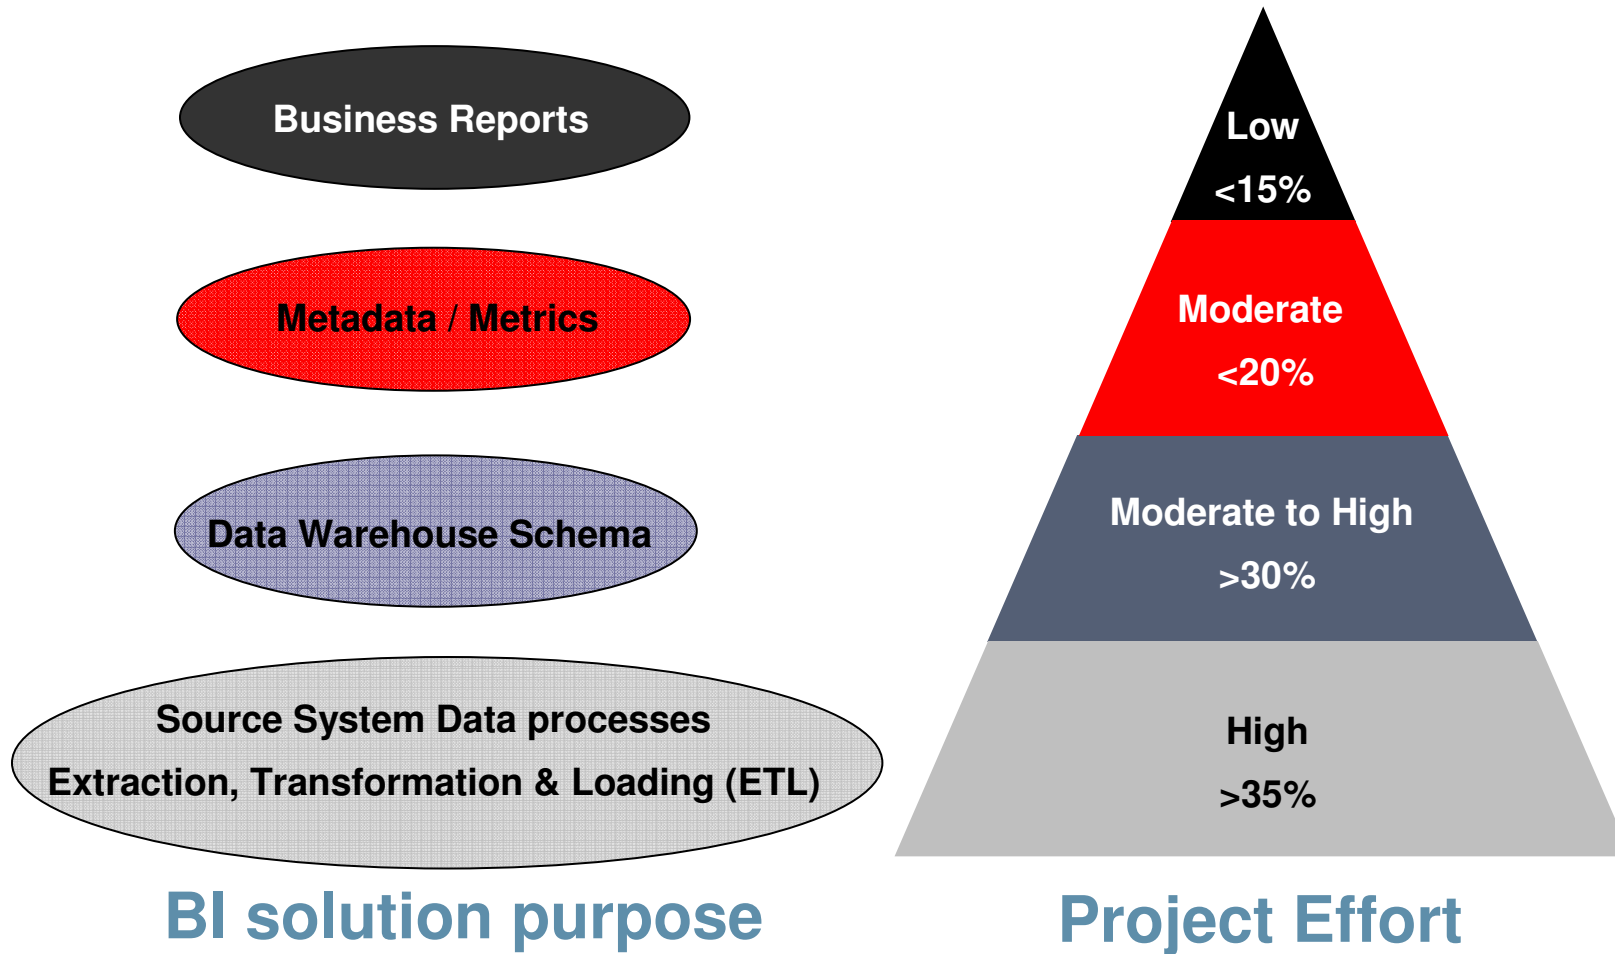 Business Reports
Metadata / Metrics
Data Warehouse Schema
Source System Data processes
Extraction, Transformation & Loading (ETL)
BI solution purpose
Low
<15%
Moderate
<20%
Moderate to High
>30%
High
>35%
Project Effort